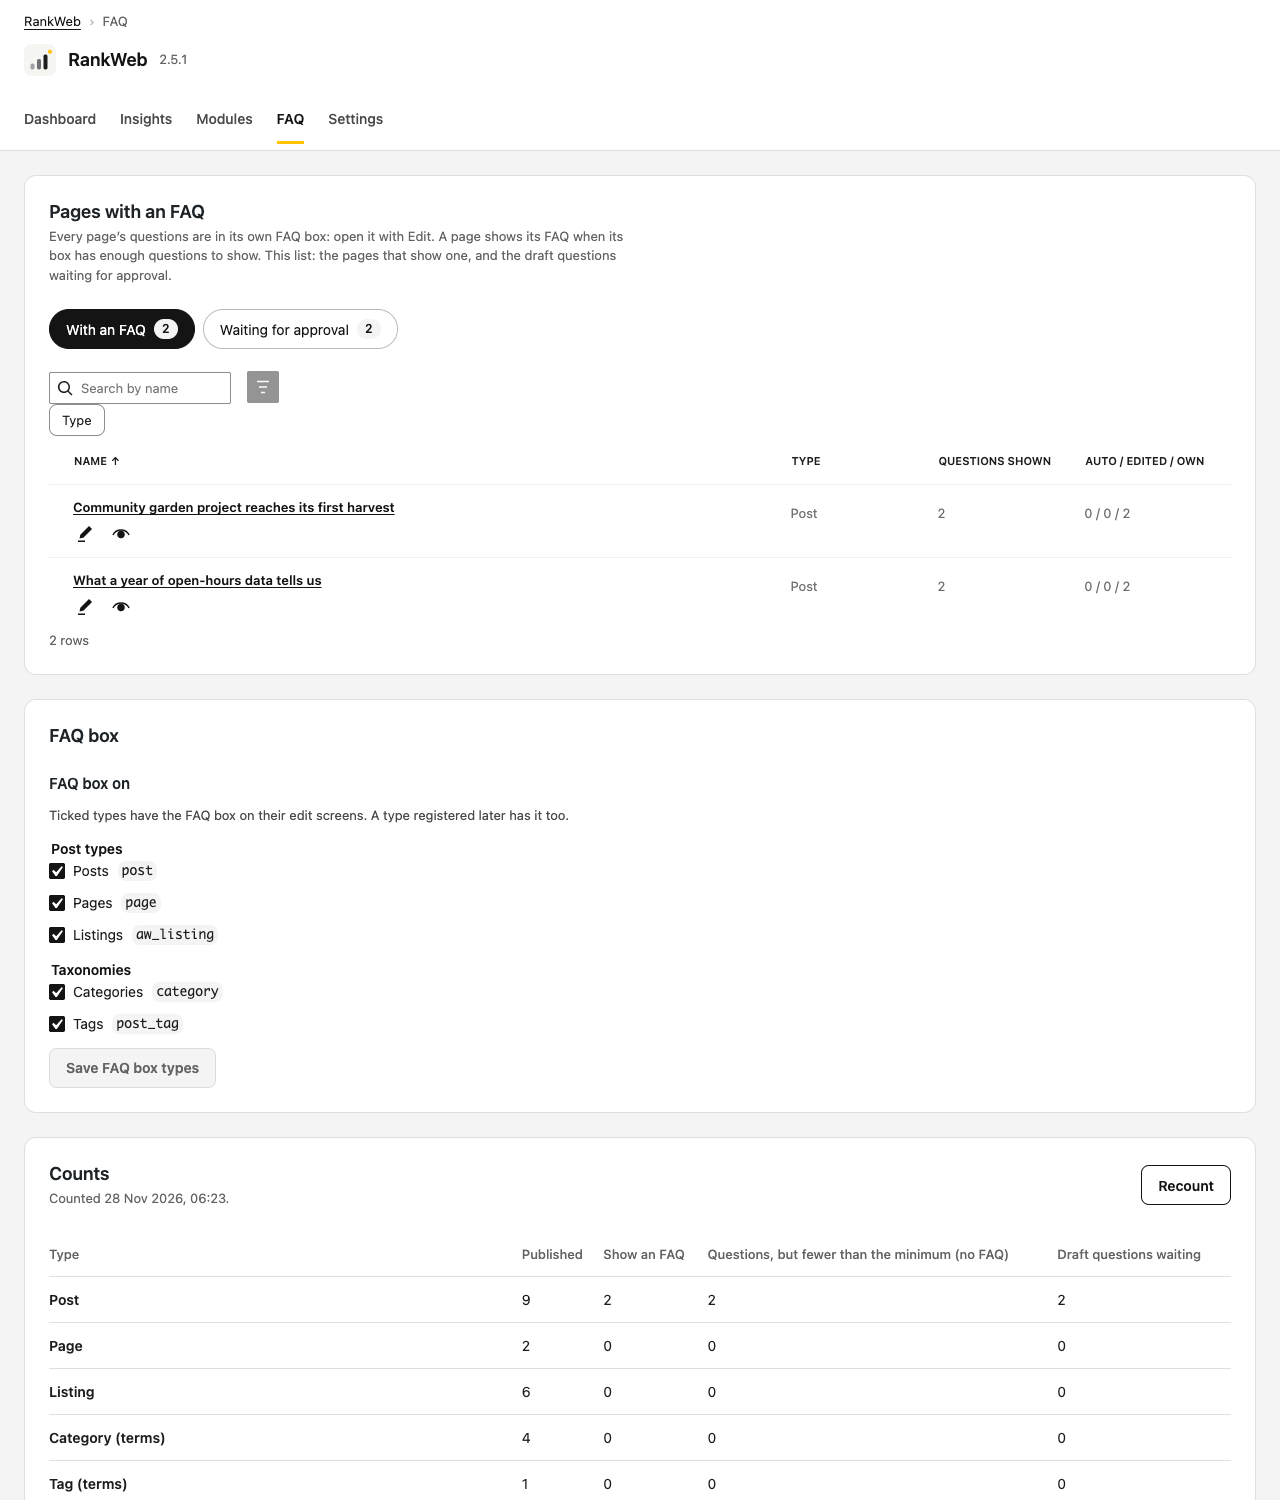 RankWeb › FAQ
RankWeb 2.5.1
Dashboard Insights Modules FAQ Settings
Pages with an FAQ
Every page’s questions are in its own FAQ box: open it with Edit. A page shows its FAQ when its
box has enough questions to show. This list: the pages that show one, and the draft questions
waiting for approval.
With an FAQ 2 Waiting for approval 2
Search by name
Type
NAME ↑ TYPE QUESTIONS SHOWN AUTO / EDITED / OWN
Community garden project reaches its first harvest Post 2 0 / 0 / 2
What a year of open-hours data tells us Post 2 0 / 0 / 2
2 rows
FAQ box
FAQ box on
Ticked types have the FAQ box on their edit screens. A type registered later has it too.
Post types
Posts post
Pages page
Listings aw_listing
Taxonomies
Categories category
Tags post_tag
Save FAQ box types
Counts
Counted 28 Nov 2026, 06:23.
Recount
Type Published Show an FAQ Questions, but fewer than the minimum (no FAQ) Draft questions waiting
Post 9 2 2 2
Page 2 0 0 0
Listing 6 0 0 0
Category (terms) 4 0 0 0
Tag (terms) 1 0 0 0